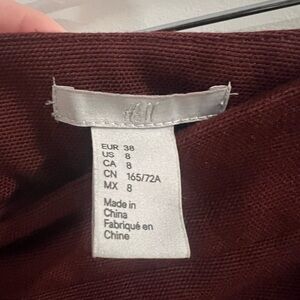 H&M
EUR 38
US 8
CA 8
CN 165/72A
MX 8
Made in
China
Fabriqué en
Chine